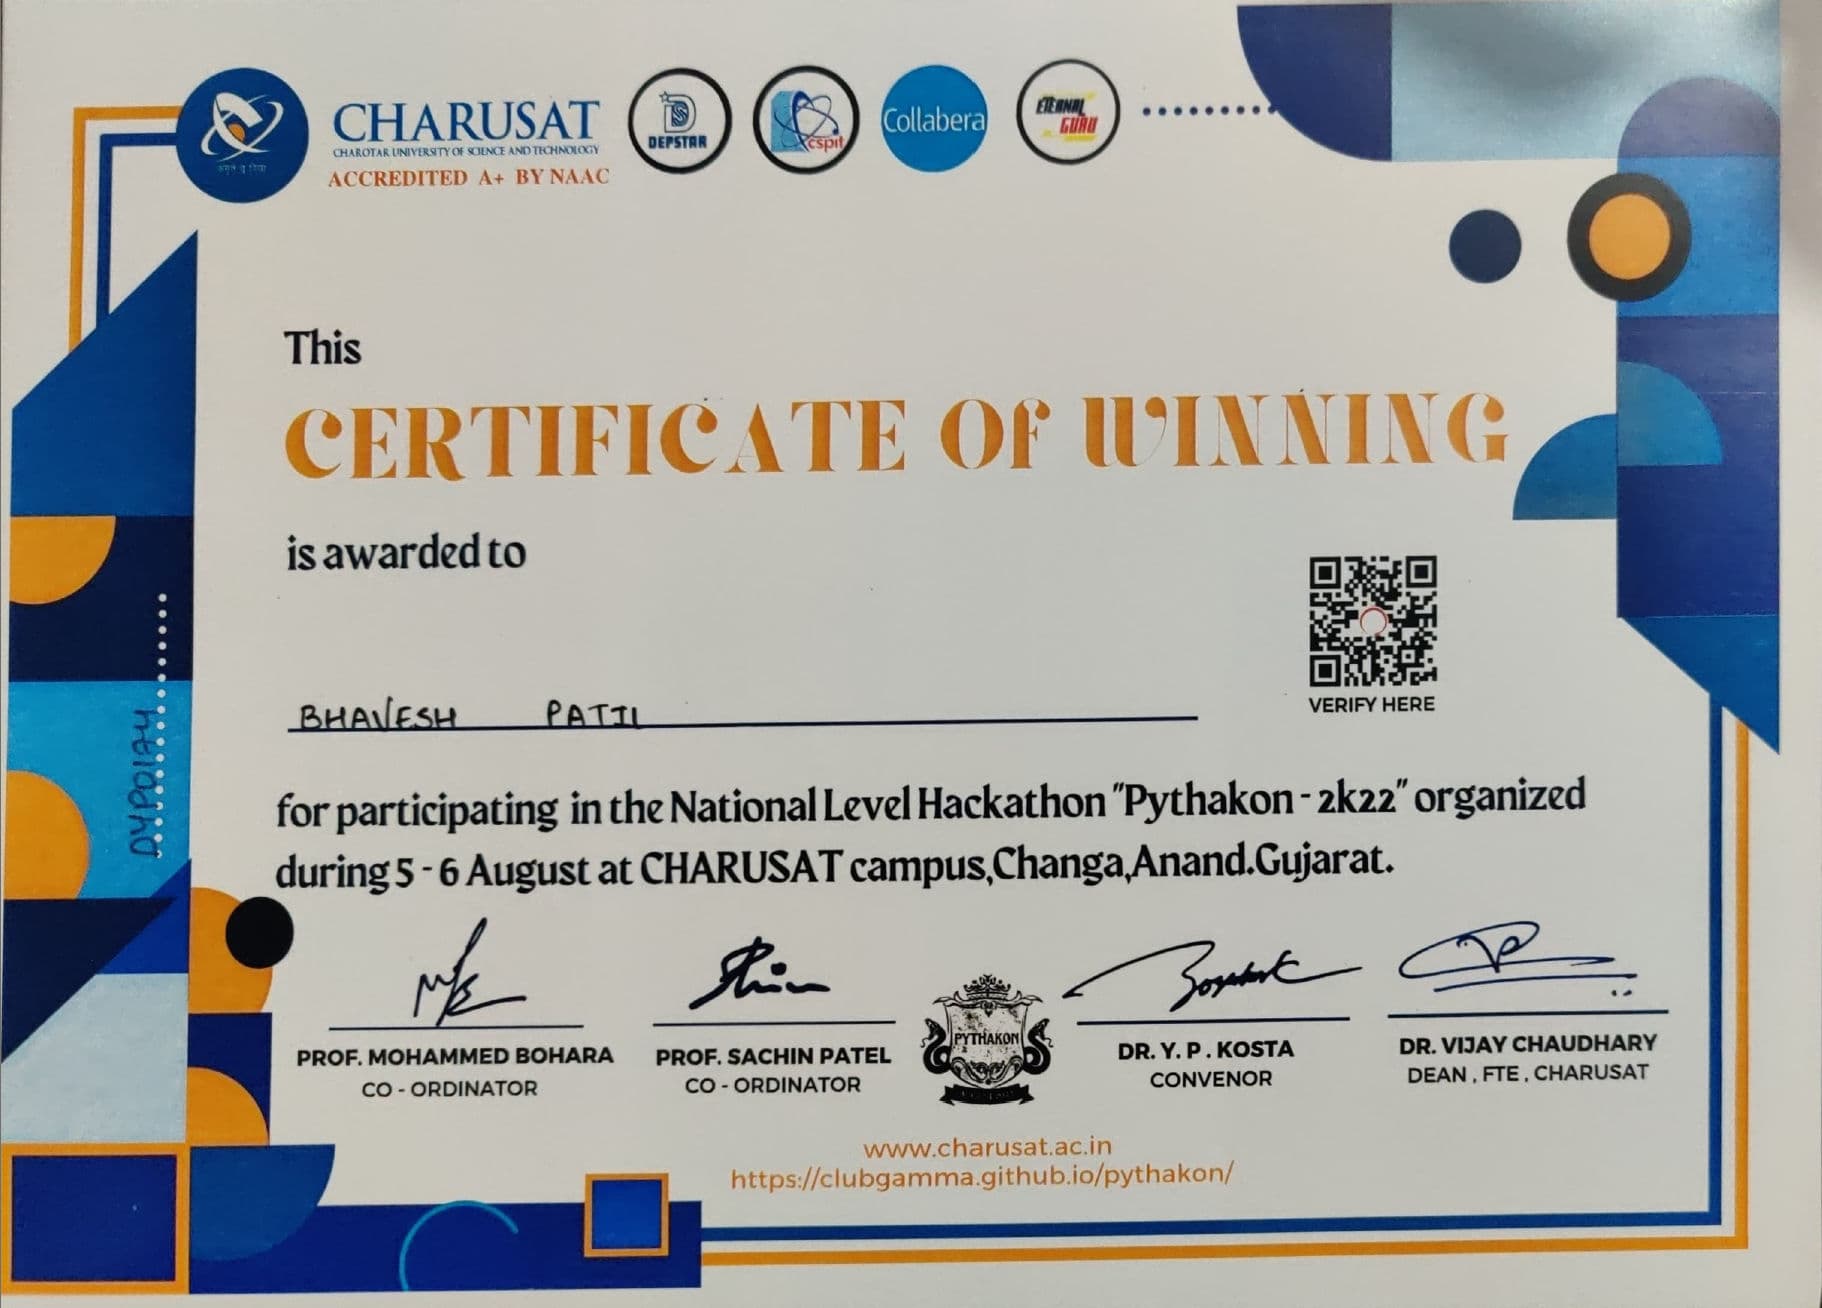 CHARUSAT
CHAROTAR UNIVERSITY OF SCIENCE AND TECHNOLOGY
ACCREDITED A+ BY NAAC
DEPSTAR
cspit
Collabera
ETERNAL
GURU
This
CERTIFICATE OF WINNING
is awarded to
VERIFY HERE
BHAVESH PATIL
DYP0174
for participating in the National Level Hackathon "Pythakon - 2k22" organized
during 5 - 6 August at CHARUSAT campus,Changa,Anand.Gujarat.
PYTHAKON
PROF. MOHAMMED BOHARA
CO - ORDINATOR
PROF. SACHIN PATEL
CO - ORDINATOR
DR. Y. P . KOSTA
CONVENOR
DR. VIJAY CHAUDHARY
DEAN , FTE , CHARUSAT
www.charusat.ac.in
https://clubgamma.github.io/pythakon/